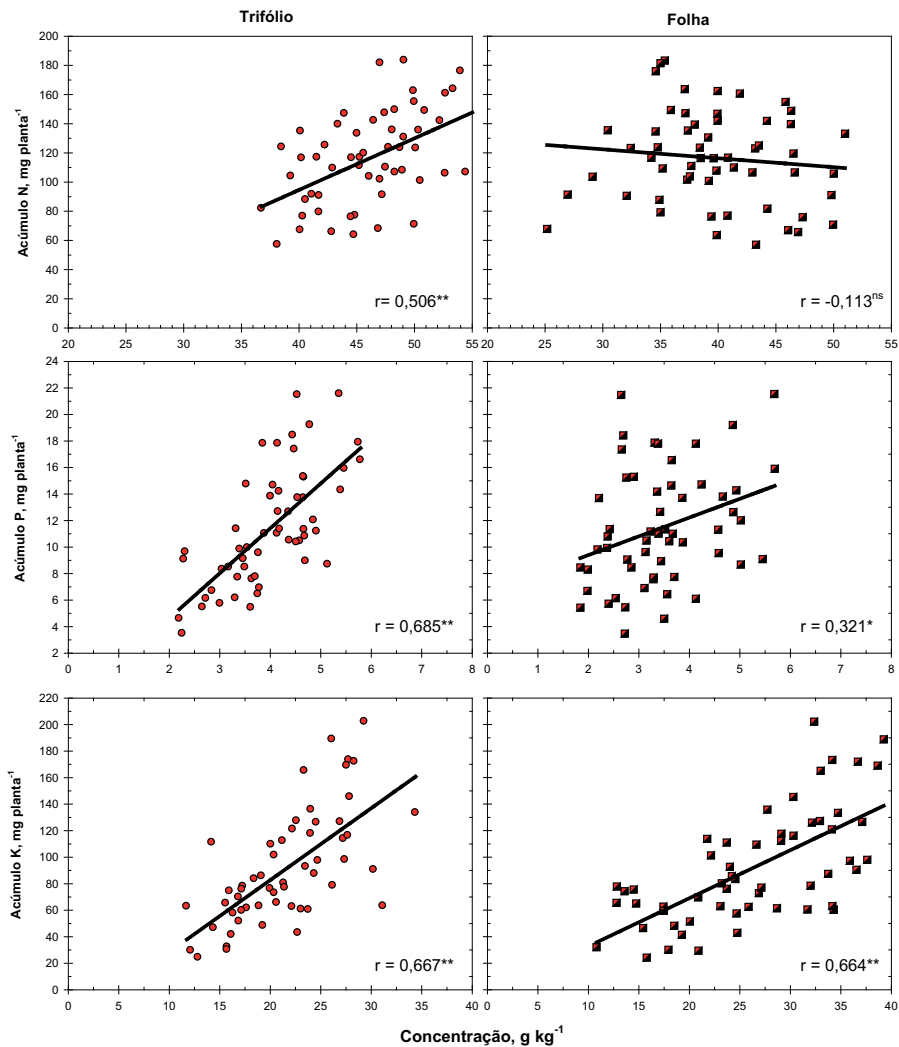 Trifólio
Folha
Acúmulo N, mg planta⁻¹
200
180
160
140
120
100
80
60
40
20
0
r= 0,506**
r = -0,113ⁿˢ
20 25 30 35 40 45 50 55
20 25 30 35 40 45 50 55
Acúmulo P, mg planta⁻¹
24
22
20
18
16
14
12
10
8
6
4
2
r = 0,685**
r = 0,321*
0 1 2 3 4 5 6 7 8
0 1 2 3 4 5 6 7 8
Acúmulo K, mg planta⁻¹
220
200
180
160
140
120
100
80
60
40
20
0
r = 0,667**
r = 0,664**
0 5 10 15 20 25 30 35 40
0 5 10 15 20 25 30 35 40
Concentração, g kg⁻¹